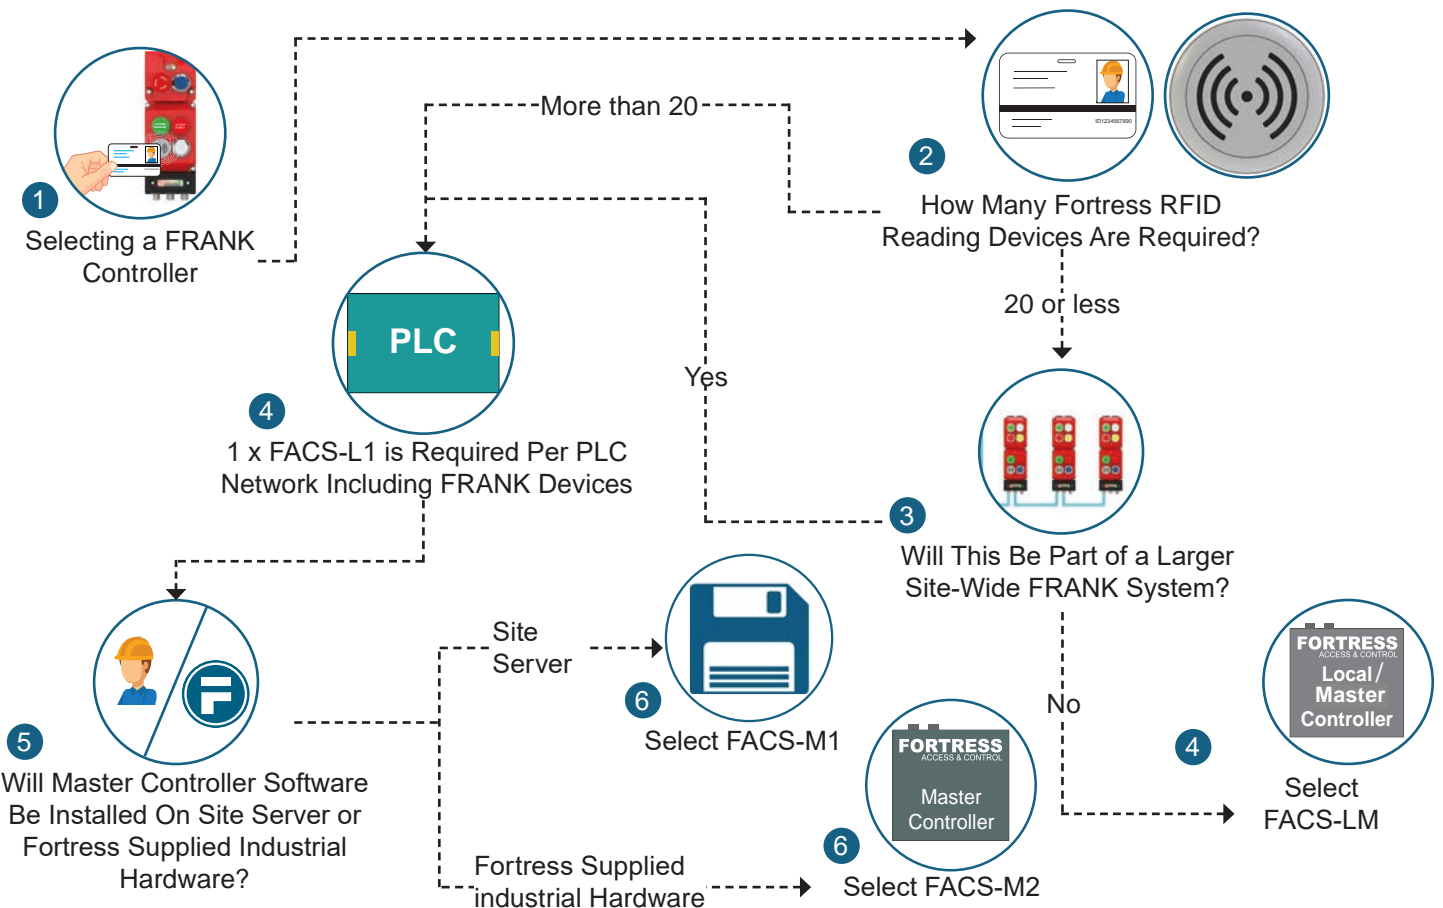 1
Selecting a FRANK
Controller
ID1234567890
2
How Many Fortress RFID
Reading Devices Are Required?
More than 20
20 or less
3
Will This Be Part of a Larger
Site-Wide FRANK System?
Yes
No
PLC
4
1 x FACS-L1 is Required Per PLC
Network Including FRANK Devices
FORTRESS
ACCESS & CONTROL
Local/
Master
Controller
4
Select
FACS-LM
5
Will Master Controller Software
Be Installed On Site Server or
Fortress Supplied Industrial
Hardware?
Site
Server
6
Select FACS-M1
Fortress Supplied
industrial Hardware
FORTRESS
ACCESS & CONTROL
Master
Controller
6
Select FACS-M2